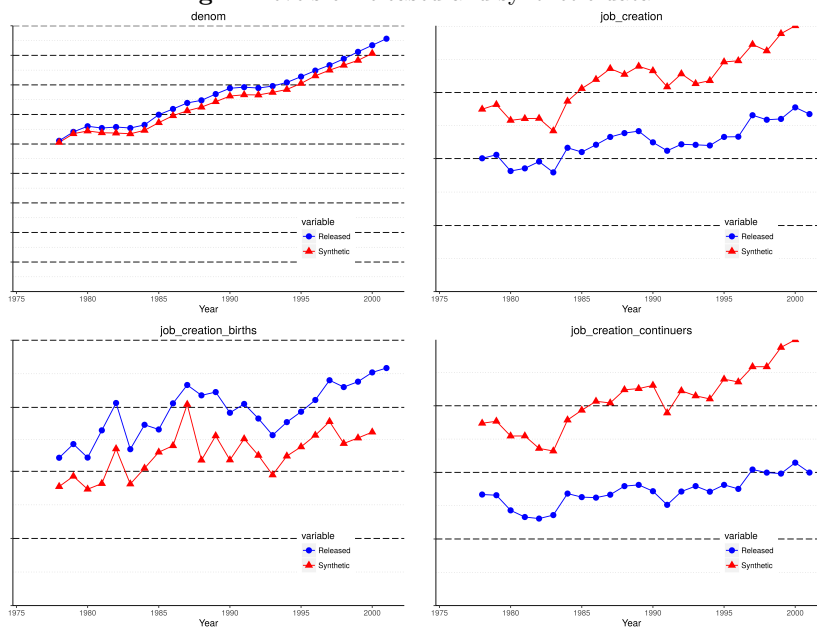 denom
1975 1980 1985 1990 1995 2000
Year
variable
Released
Synthetic
job_creation
1975 1980 1985 1990 1995 2000
Year
variable
Released
Synthetic
job_creation_births
1975 1980 1985 1990 1995 2000
Year
variable
Released
Synthetic
job_creation_continuers
1975 1980 1985 1990 1995 2000
Year
variable
Released
Synthetic